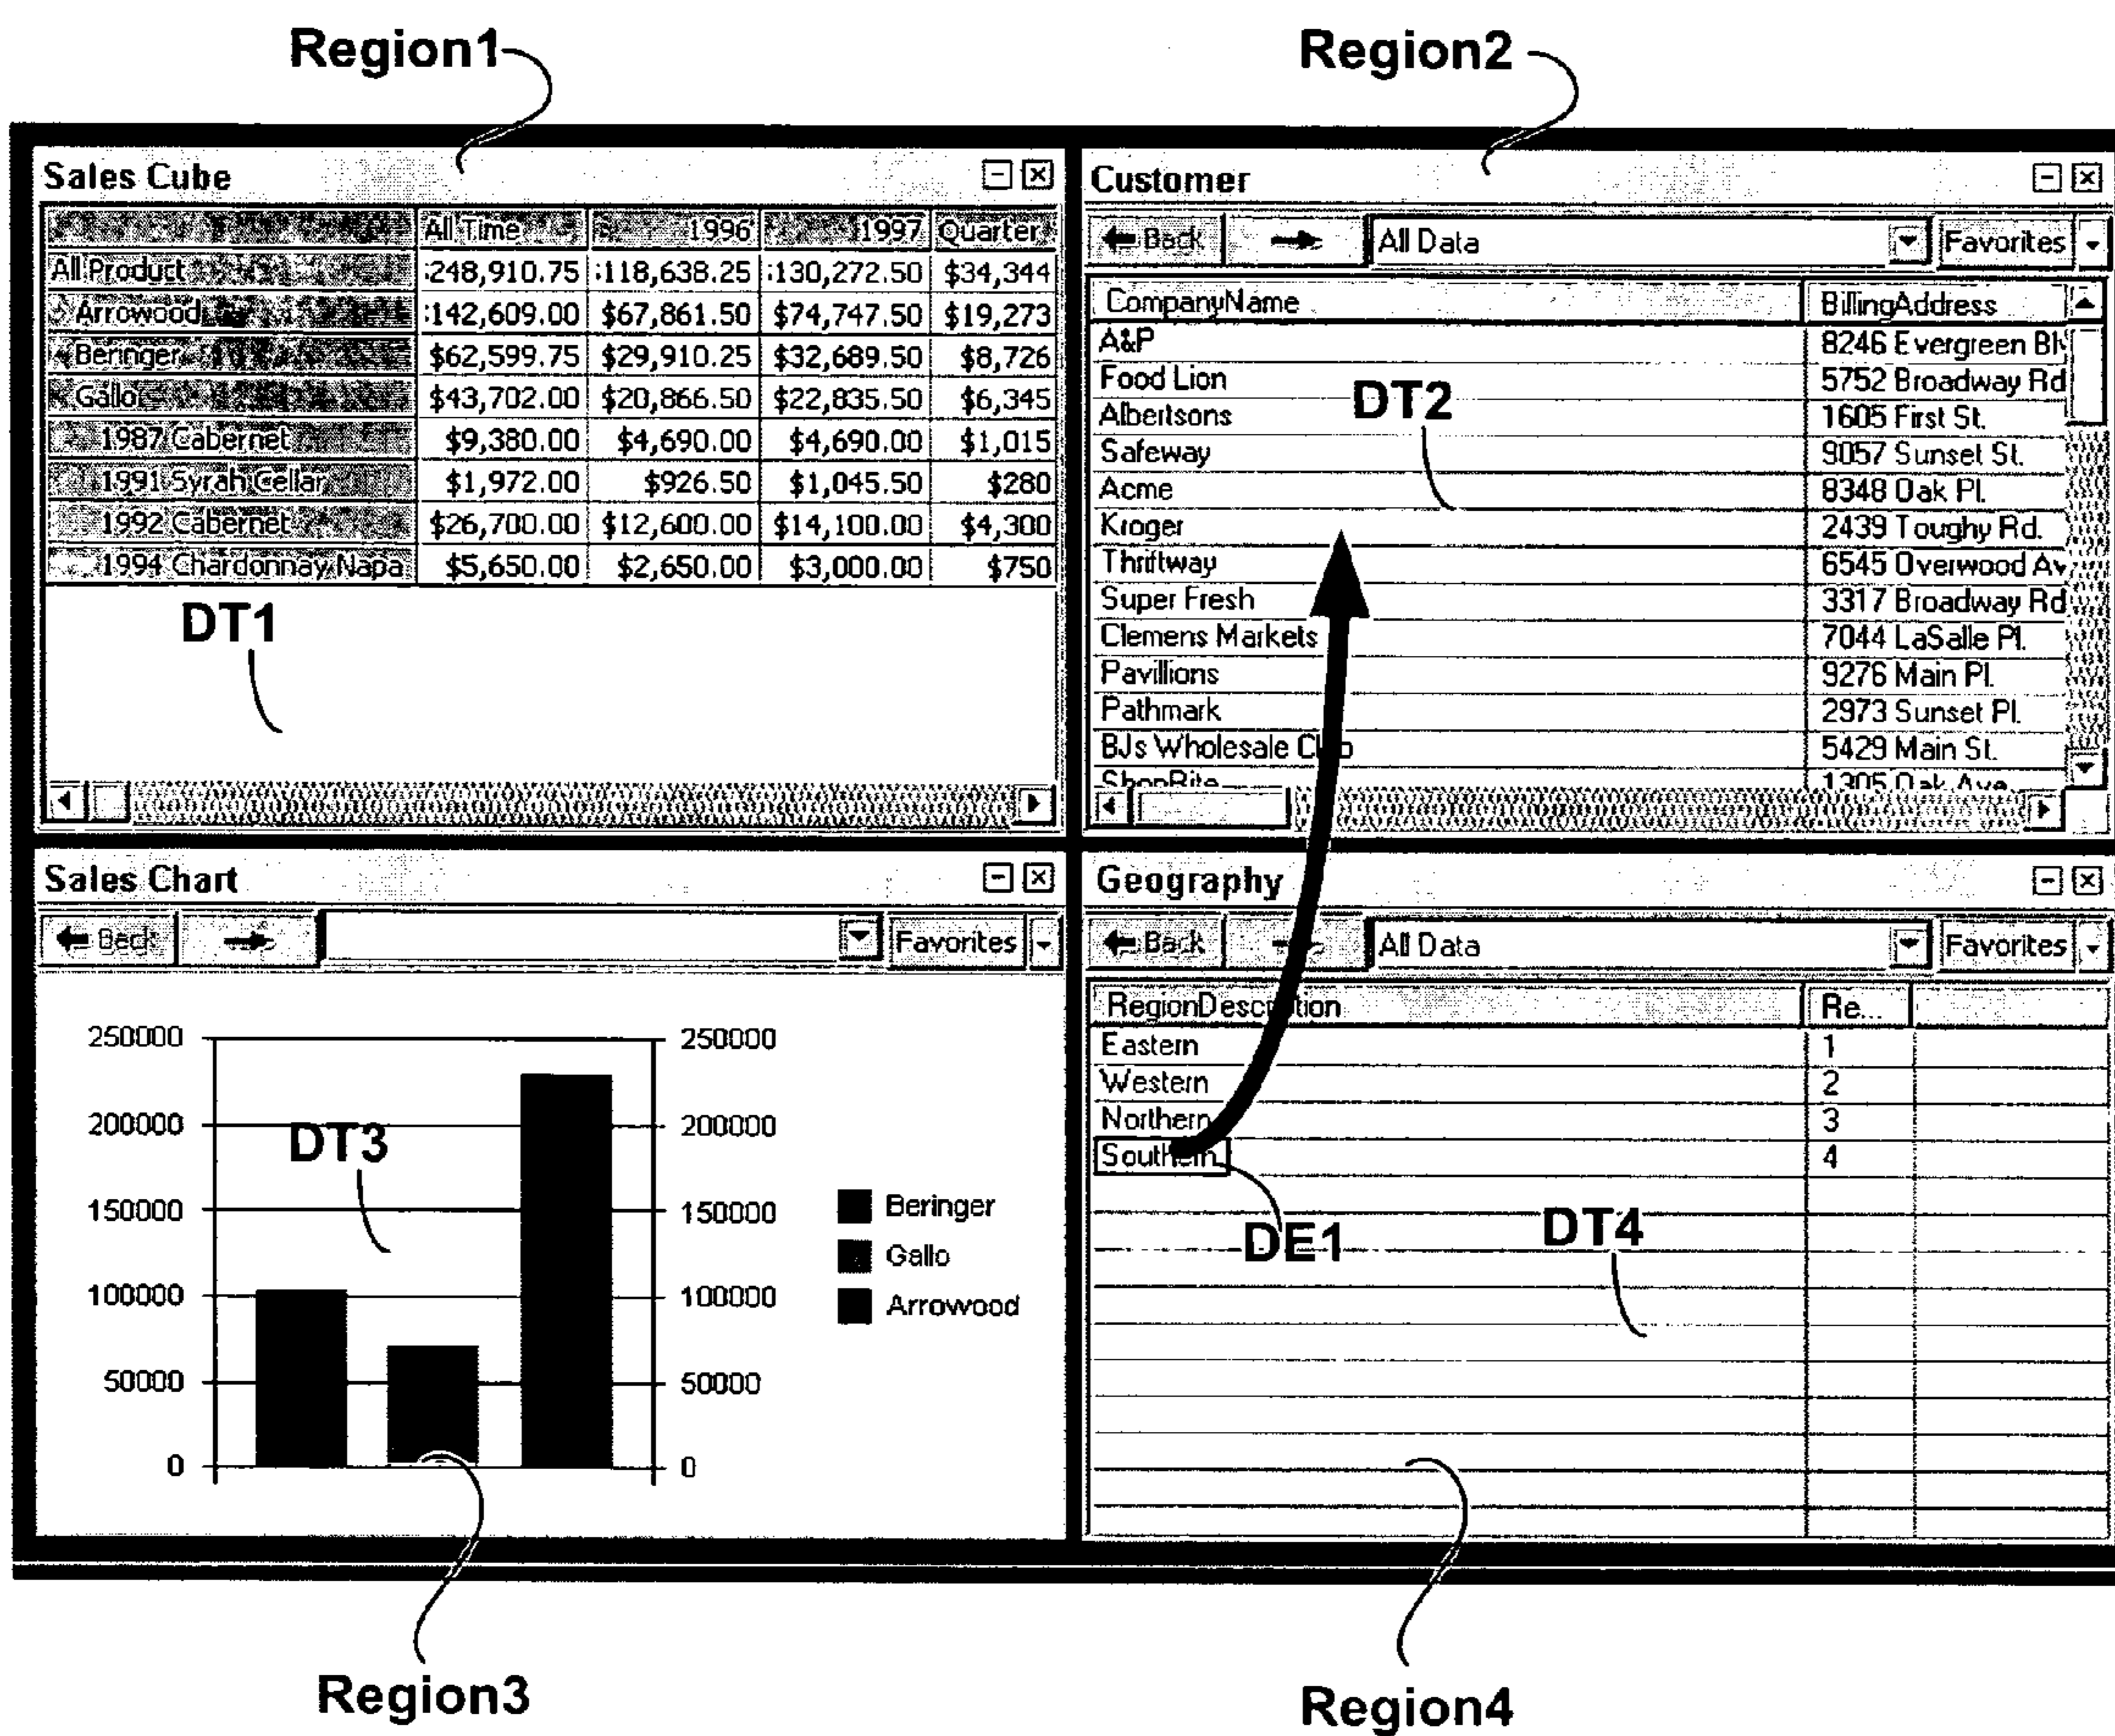 Region1
Region2
Sales Cube
All Time 1996 1997 Quarter
All Product :248,910.75 :118,638.25 :130,272.50 $34,344
Arrowood :142,609.00 $67,861.50 $74,747.50 $19,273
Beringer $62,599.75 $29,910.25 $32,689.50 $8,726
Gallo $43,702.00 $20,866.50 $22,835.50 $6,345
1987 Cabernet $9,380.00 $4,690.00 $4,690.00 $1,015
1991 Syrah Cellar $1,972.00 $926.50 $1,045.50 $280
1992 Cabernet $26,700.00 $12,600.00 $14,100.00 $4,300
1994 Chardonnay Napa $5,650.00 $2,650.00 $3,000.00 $750
DT1
Customer
Back All Data Favorites
CompanyName BillingAddress
A&P 8246 Evergreen Blv
Food Lion 5752 Broadway Rd
DT2
Albertsons 1605 First St.
Safeway 9057 Sunset St.
Acme 8348 Oak Pl.
Kroger 2439 Toughy Rd.
Thriftway 6545 Overwood Av
Super Fresh 3317 Broadway Rd
Clemens Markets 7044 LaSalle Pl.
Pavillions 9276 Main Pl.
Pathmark 2973 Sunset Pl.
BJs Wholesale Club 5429 Main St.
ShopRite 1305 Oak Ave
Sales Chart
Back Favorites
250000 250000
200000 200000
DT3
150000 150000
100000 100000
50000 50000
0 0
Beringer
Gallo
Arrowood
Geography
Back All Data Favorites
RegionDescription Re...
Eastern 1
Western 2
Northern 3
Southern 4
DE1
DT4
Region3
Region4